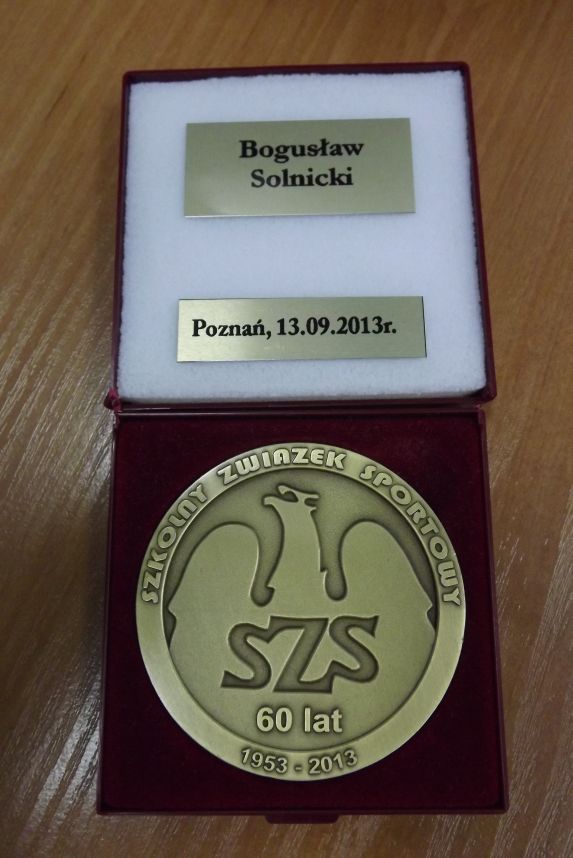 Bogusław
Solnicki
Poznań, 13.09.2013r.
SZKOLNY ZWIĄZEK SPORTOWY
SZS
60 lat
1953 - 2013